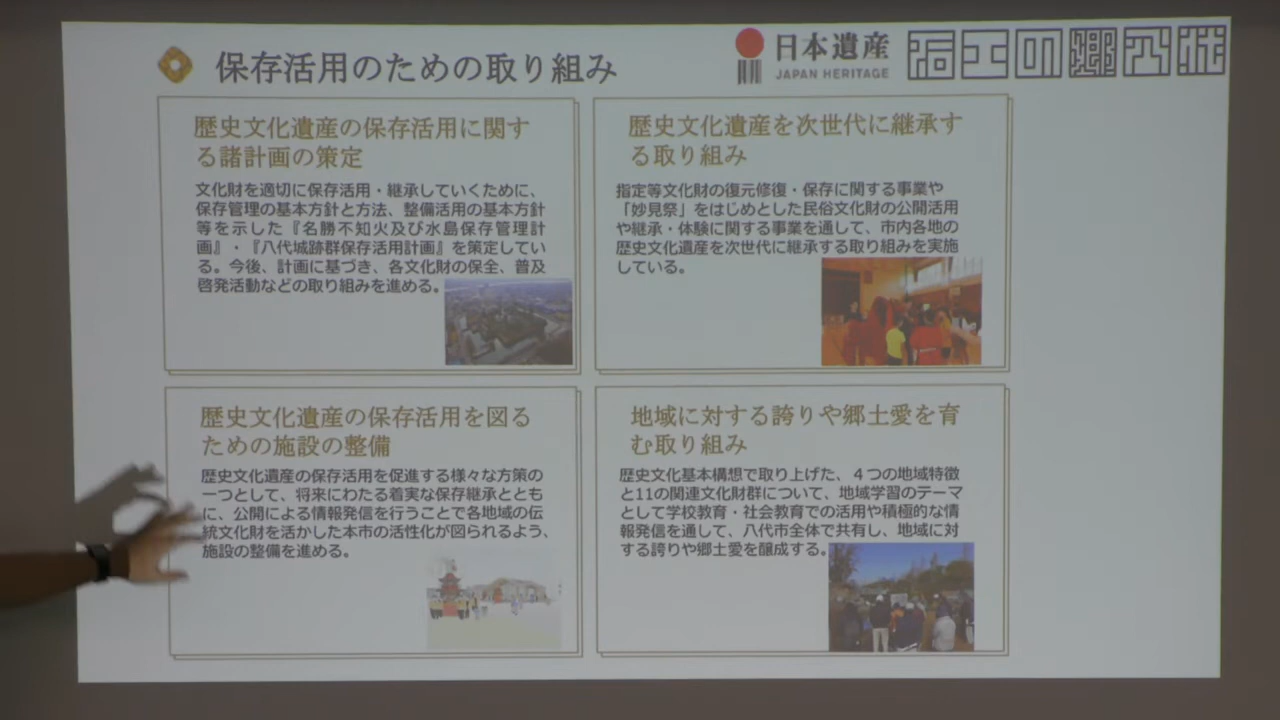 保存活用のための取り組み
日本遺産
JAPAN HERITAGE
石工の郷八代
歴史文化遺産の保存活用に関す
る諸計画の策定
文化財を適切に保存活用・継承していくために、
保存管理の基本方針と方法、整備活用の基本方針
等を示した『名勝不知火及び水島保存管理計
画』・『八代城跡群保存活用計画』を策定してい
る。今後、計画に基づき、各文化財の保全、普及
啓発活動などの取り組みを進める。
歴史文化遺産を次世代に継承す
る取り組み
指定等文化財の復元修復・保存に関する事業や
「妙見祭」をはじめとした民俗文化財の公開活用
や継承・体験に関する事業を通して、市内各地の
歴史文化遺産を次世代に継承する取り組みを実施
している。
歴史文化遺産の保存活用を図る
ための施設の整備
歴史文化遺産の保存活用を促進する様々な方策の
一つとして、将来にわたる着実な保存継承ととも
に、公開による情報発信を行うことで各地域の伝
統文化財を活かした本市の活性化が図られるよう、
施設の整備を進める。
地域に対する誇りや郷土愛を育
む取り組み
歴史文化基本構想で取り上げた、４つの地域特徴
と11の関連文化財群について、地域学習のテーマ
として学校教育・社会教育での活用や積極的な情
報発信を通して、八代市全体で共有し、地域に対
する誇りや郷土愛を醸成する。